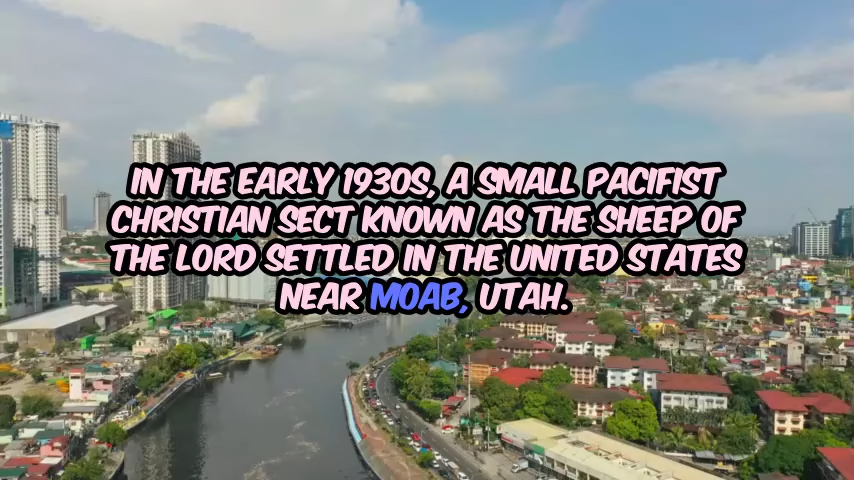 IN THE EARLY 1930S, A SMALL PACIFIST
CHRISTIAN SECT KNOWN AS THE SHEEP OF
THE LORD SETTLED IN THE UNITED STATES
NEAR MOAB, UTAH.